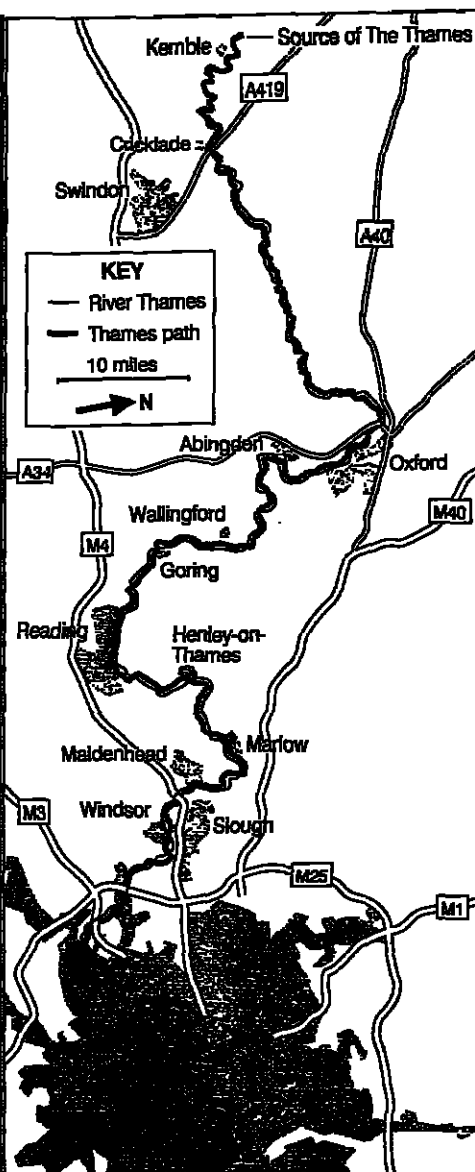 Kemble
Source of The Thames
A419
Cricklade
Swindon
A40
KEY
River Thames
Thames path
10 miles
N
Abingdon
Oxford
A34
Wallingford
M40
M4
Goring
Reading
Henley-on-
Thames
Marlow
Maidenhead
Windsor
Slough
M3
M25
M1